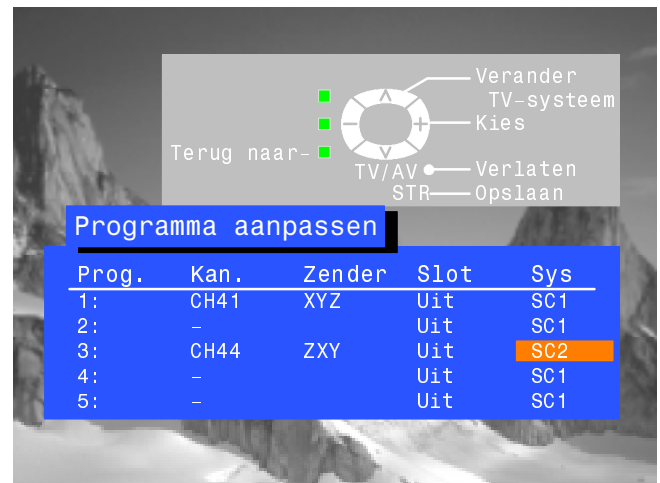 Verander
TV-systeem
Kies
Terug naar-
TV/AV Verlaten
STR Opslaan
Programma aanpassen
Prog. Kan. Zender Slot Sys
1: CH41 XYZ Uit SC1
2: – Uit SC1
3: CH44 ZXY Uit SC2
4: – Uit SC1
5: – Uit SC1